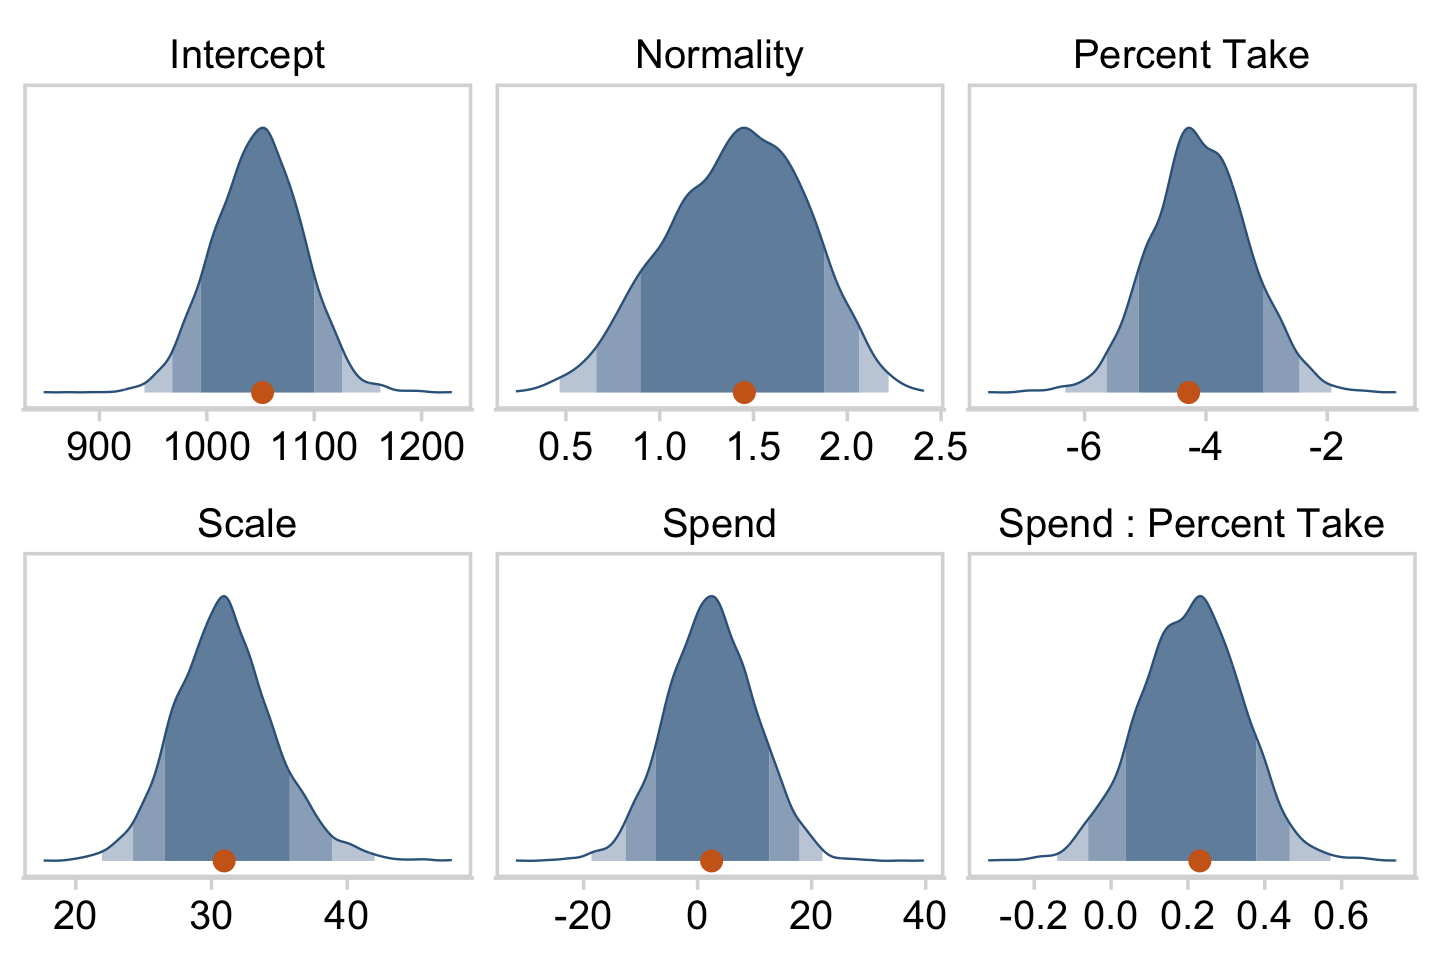 Intercept
Normality
Percent Take
900 1000 1100 1200
0.5 1.0 1.5 2.0 2.5
-6 -4 -2
Scale
Spend
Spend : Percent Take
20 30 40
-20 0 20 40
-0.2 0.0 0.2 0.4 0.6